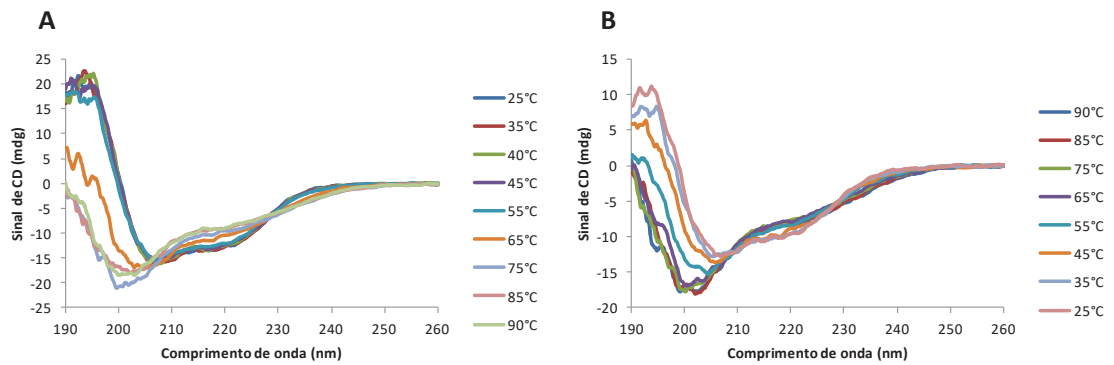 A
25
20
15
10
5
0
-5
-10
-15
-20
-25
190 200 210 220 230 240 250 260
Sinal de CD (mdg)
Comprimento de onda (nm)
25°C
35°C
40°C
45°C
55°C
65°C
75°C
85°C
90°C
B
15
10
5
0
-5
-10
-15
-20
190 200 210 220 230 240 250 260
Sinal de CD (mdg)
Comprimento de onda (nm)
90°C
85°C
75°C
65°C
55°C
45°C
35°C
25°C